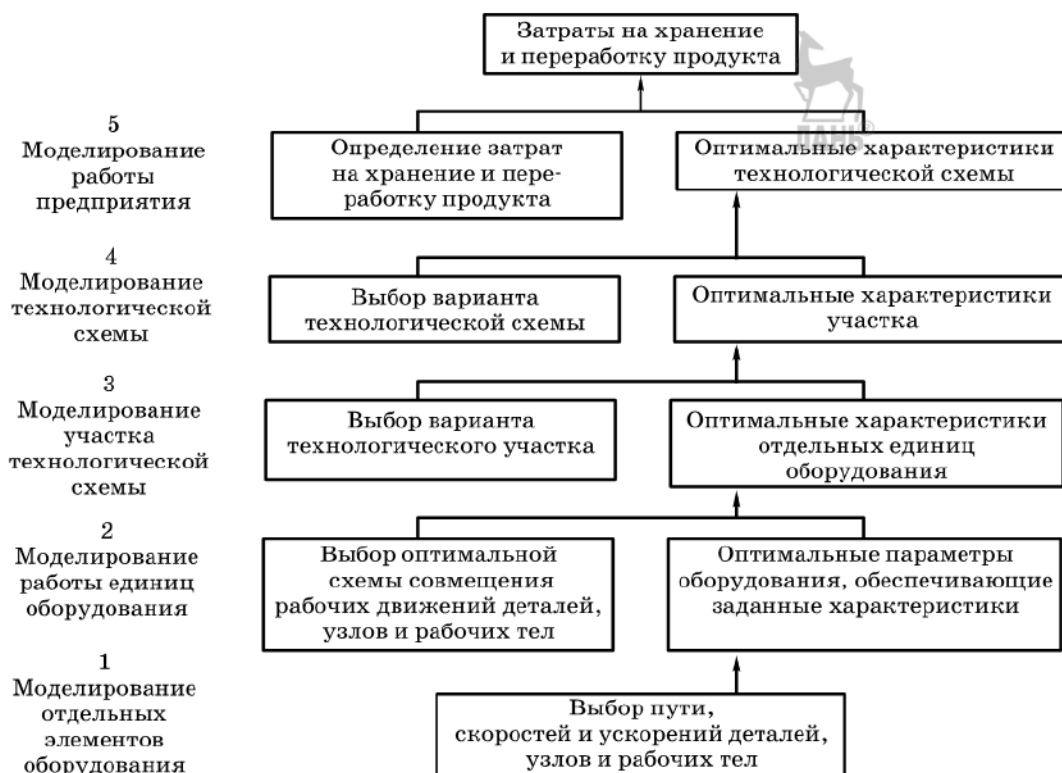 Затраты на хранение
и переработку продукта
ЛАНЬ®
5
Моделирование
работы
предприятия
Определение затрат
на хранение и пере-
работку продукта
Оптимальные характеристики
технологической схемы
4
Моделирование
технологической
схемы
Выбор варианта
технологической схемы
Оптимальные характеристики
участка
3
Моделирование
участка
технологической
схемы
Выбор варианта
технологического участка
Оптимальные характеристики
отдельных единиц
оборудования
2
Моделирование
работы единиц
оборудования
Выбор оптимальной
схемы совмещения
рабочих движений деталей,
узлов и рабочих тел
Оптимальные параметры
оборудования, обеспечивающие
заданные характеристики
1
Моделирование
отдельных
элементов
оборудования
Выбор пути,
скоростей и ускорений деталей,
узлов и рабочих тел